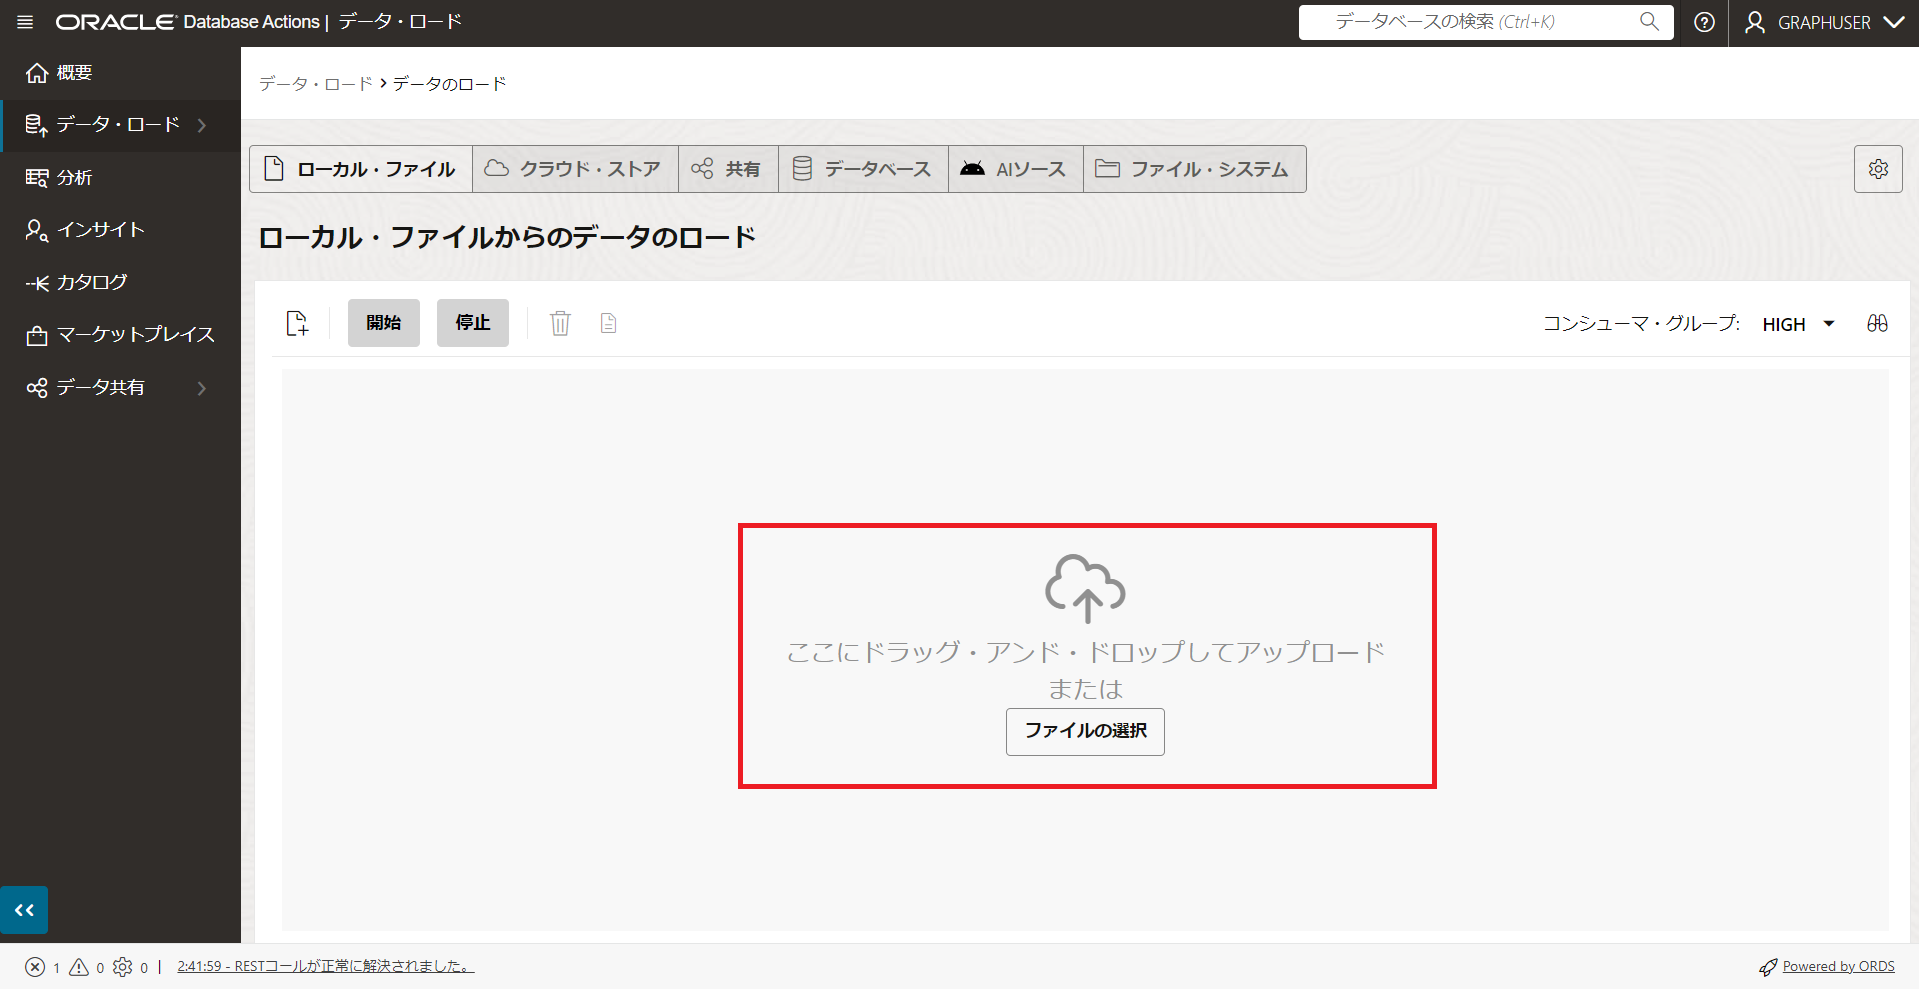 ORACLE Database Actions | データ・ロード
データベースの検索 (Ctrl+K)
GRAPHUSER
概要
データ・ロード
分析
インサイト
カタログ
マーケットプレイス
データ共有
データ・ロード > データのロード
ローカル・ファイル
クラウド・ストア
共有
データベース
AIソース
ファイル・システム
ローカル・ファイルからのデータのロード
開始
停止
コンシューマ・グループ: HIGH
ここにドラッグ・アンド・ドロップしてアップロード
または
ファイルの選択
1 0 0 | 2:41:59 - RESTコールが正常に解決されました。
Powered by ORDS